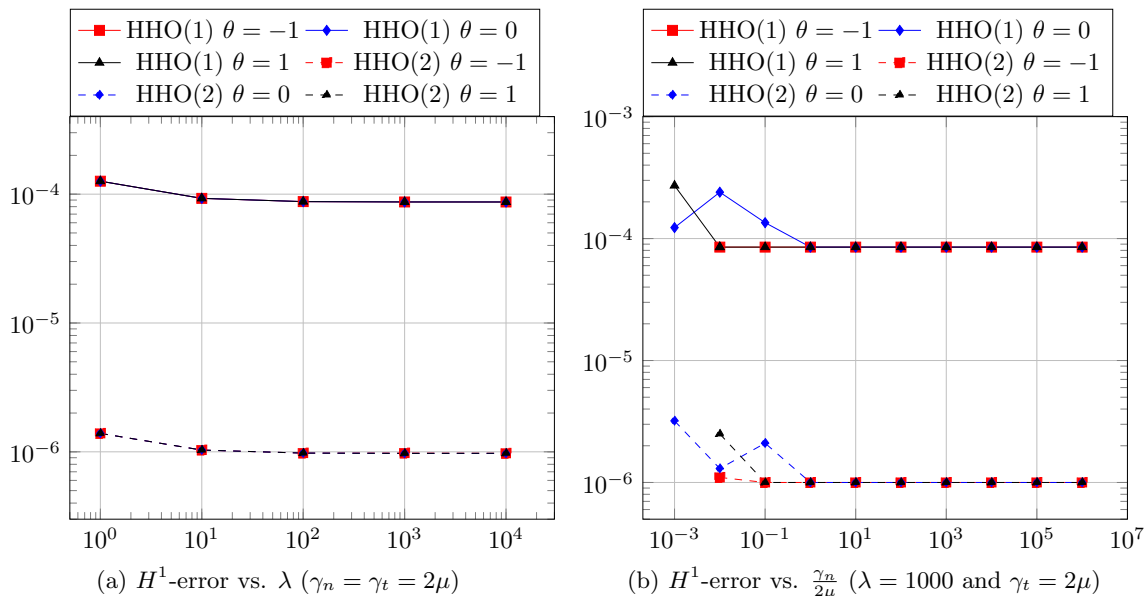 HHO(1) θ = −1 HHO(1) θ = 0
HHO(1) θ = 1 HHO(2) θ = −1
HHO(2) θ = 0 HHO(2) θ = 1
10^{-4}
10^{-5}
10^{-6}
10^0 10^1 10^2 10^3 10^4
(a) H^1-error vs. λ (γ_n = γ_t = 2μ)
HHO(1) θ = −1 HHO(1) θ = 0
HHO(1) θ = 1 HHO(2) θ = −1
HHO(2) θ = 0 HHO(2) θ = 1
10^{-3}
10^{-4}
10^{-5}
10^{-6}
10^{-3} 10^{-1} 10^1 10^3 10^5 10^7
(b) H^1-error vs. γ_n/2μ (λ = 1000 and γ_t = 2μ)